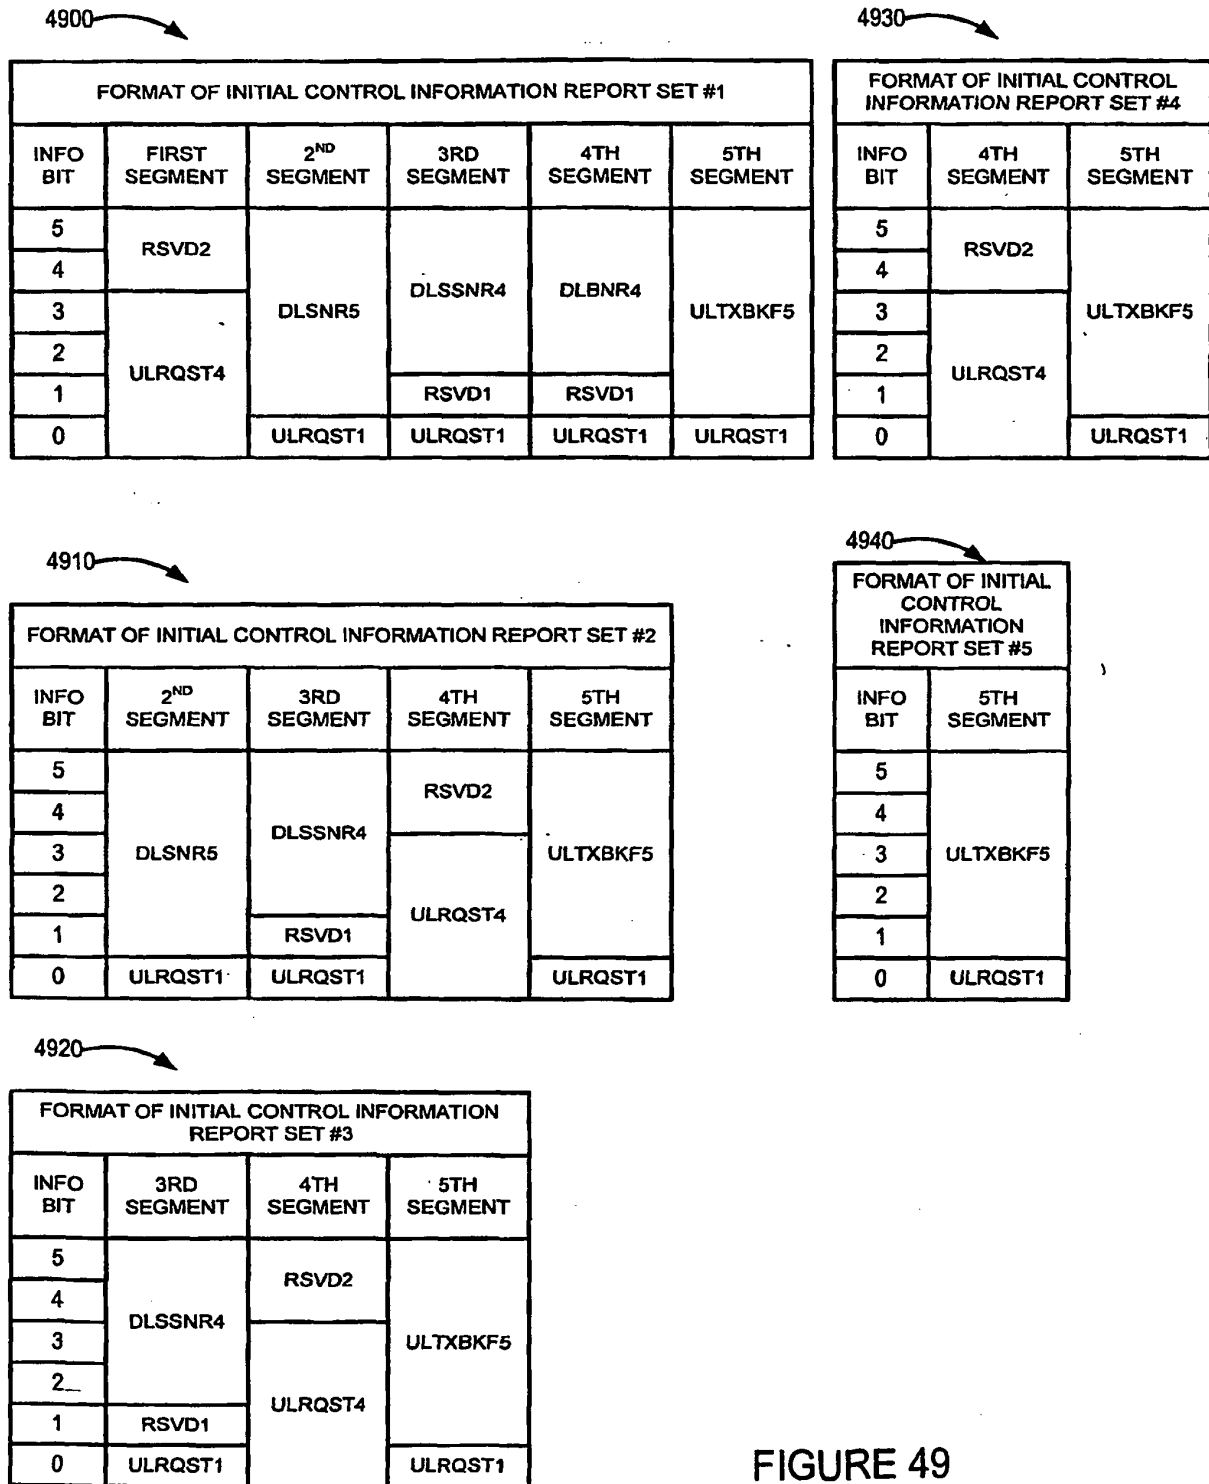 4900
FORMAT OF INITIAL CONTROL INFORMATION REPORT SET #1
INFO BIT FIRST SEGMENT 2ND SEGMENT 3RD SEGMENT 4TH SEGMENT 5TH SEGMENT
5 RSVD2 DLSNR5 DLSSNR4 DLBNR4 ULTXBKF5
4
3 ULRQST4
2
1 RSVD1 RSVD1
0 ULRQST1 ULRQST1 ULRQST1 ULRQST1
4930
FORMAT OF INITIAL CONTROL
INFORMATION REPORT SET #4
INFO BIT 4TH SEGMENT 5TH SEGMENT
5 RSVD2 ULTXBKF5
4
3 ULRQST4
2
1
0 ULRQST1
4910
FORMAT OF INITIAL CONTROL INFORMATION REPORT SET #2
INFO BIT 2ND SEGMENT 3RD SEGMENT 4TH SEGMENT 5TH SEGMENT
5 DLSNR5 DLSSNR4 RSVD2 ULTXBKF5
4
3 ULRQST4
2
1 RSVD1
0 ULRQST1 ULRQST1 ULRQST1
4940
FORMAT OF INITIAL
CONTROL
INFORMATION
REPORT SET #5
INFO BIT 5TH SEGMENT
5 ULTXBKF5
4
3
2
1
0 ULRQST1
4920
FORMAT OF INITIAL CONTROL INFORMATION
REPORT SET #3
INFO BIT 3RD SEGMENT 4TH SEGMENT 5TH SEGMENT
5 DLSSNR4 RSVD2 ULTXBKF5
4
3 ULRQST4
2
1 RSVD1
0 ULRQST1 ULRQST1
FIGURE 49